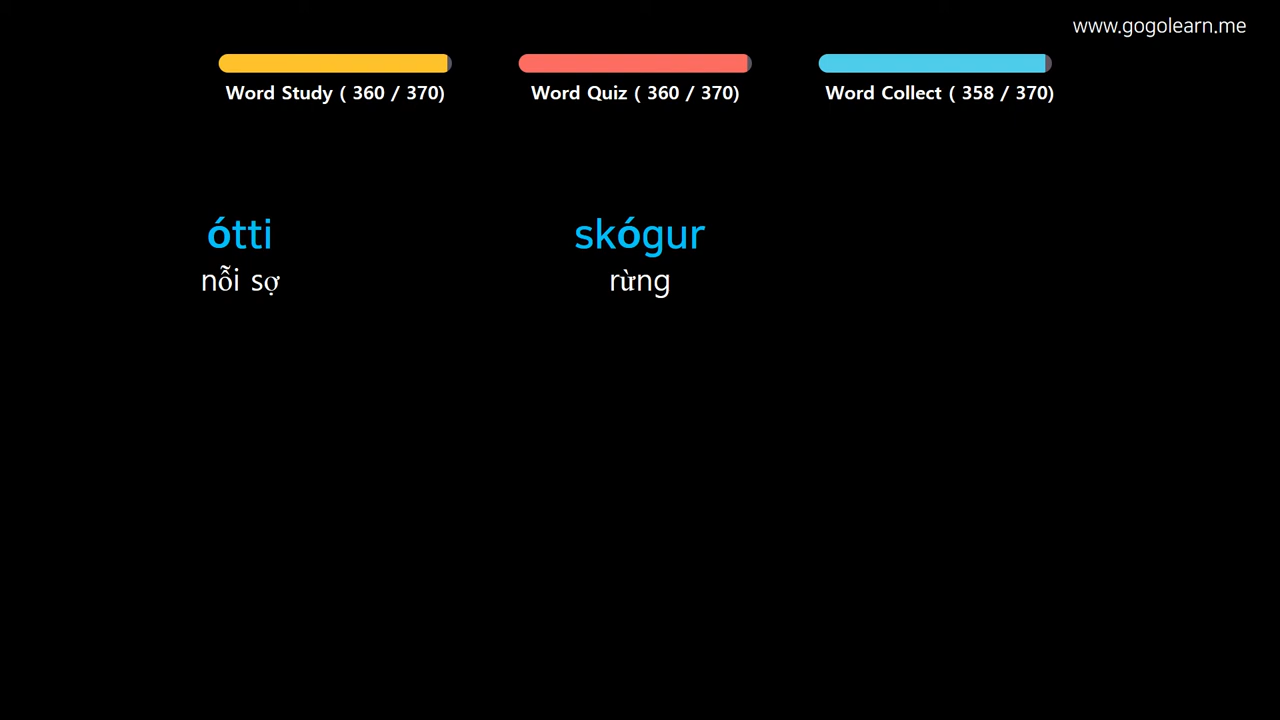 www.gogolearn.me
Word Study ( 360 / 370)
Word Quiz ( 360 / 370)
Word Collect ( 358 / 370)
ótti
nỗi sợ
skógur
rừng